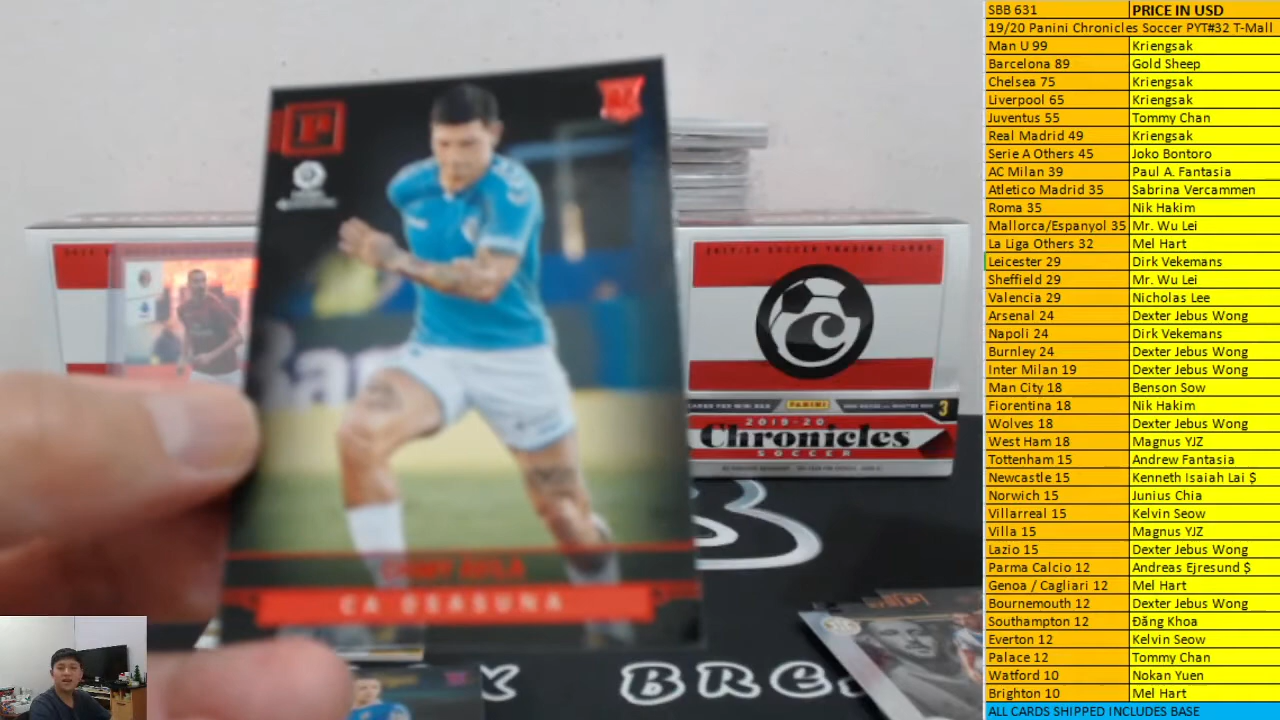 SBB 631 PRICE IN USD
19/20 Panini Chronicles Soccer PYT#32 T-Mall
Man U 99 Kriengsak
Barcelona 89 Gold Sheep
Chelsea 75 Kriengsak
Liverpool 65 Kriengsak
Juventus 55 Tommy Chan
Real Madrid 49 Kriengsak
Serie A Others 45 Joko Bontoro
AC Milan 39 Paul A. Fantasia
Atletico Madrid 35 Sabrina Vercammen
Roma 35 Nik Hakim
Mallorca/Espanyol 35 Mr. Wu Lei
La Liga Others 32 Mel Hart
Leicester 29 Dirk Vekemans
Sheffield 29 Mr. Wu Lei
Valencia 29 Nicholas Lee
Arsenal 24 Dexter Jebus Wong
Napoli 24 Dirk Vekemans
Burnley 24 Dexter Jebus Wong
Inter Milan 19 Dexter Jebus Wong
Man City 18 Benson Sow
Fiorentina 18 Nik Hakim
Wolves 18 Dexter Jebus Wong
West Ham 18 Magnus YJZ
Tottenham 15 Andrew Fantasia
Newcastle 15 Kenneth Isaiah Lai $
Norwich 15 Junius Chia
Villarreal 15 Kelvin Seow
Villa 15 Magnus YJZ
Lazio 15 Dexter Jebus Wong
Parma Calcio 12 Andreas Ejresund $
Genoa / Cagliari 12 Mel Hart
Bournemouth 12 Dexter Jebus Wong
Southampton 12 Đăng Khoa
Everton 12 Kelvin Seow
Palace 12 Tommy Chan
Watford 10 Nokan Yuen
Brighton 10 Mel Hart
ALL CARDS SHIPPED INCLUDES BASE
P
CA OSASUNA
C
PANINI
3
2019-20
Chronicles
SOCCER